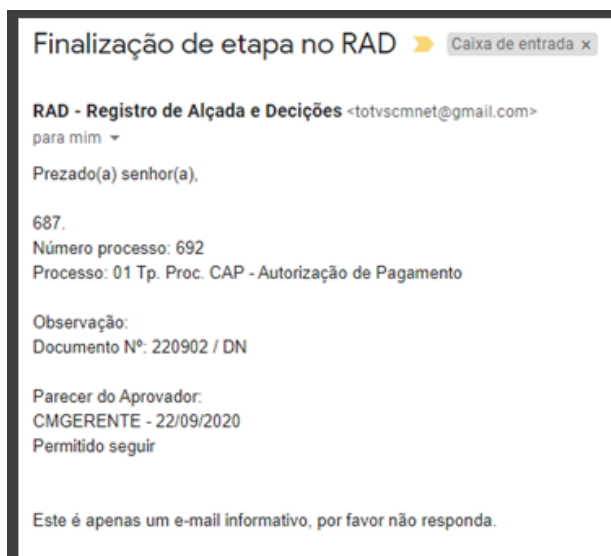 Finalização de etapa no RAD Caixa de entrada x
RAD - Registro de Alçada e Decições <totvscmnet@gmail.com>
para mim
Prezado(a) senhor(a),
687.
Número processo: 692
Processo: 01 Tp. Proc. CAP - Autorização de Pagamento
Observação:
Documento Nº: 220902 / DN
Parecer do Aprovador:
CMGERENTE - 22/09/2020
Permitido seguir
Este é apenas um e-mail informativo, por favor não responda.